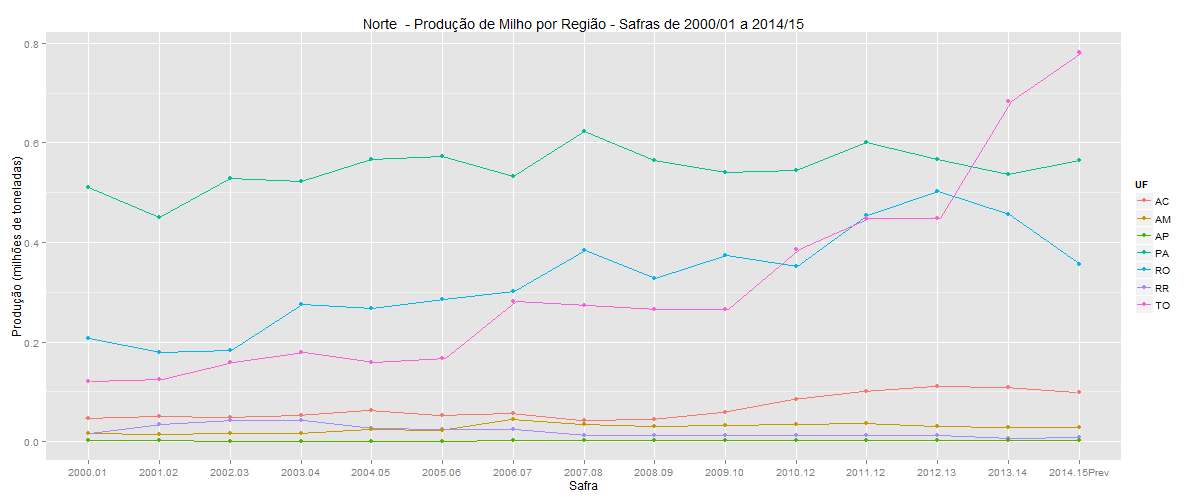 Norte  - Produção de Milho por Região - Safras de 2000/01 a 2014/15
Produção (milhões de toneladas)
0.8
0.6
0.4
0.2
0.0
2000.01 2001.02 2002.03 2003.04 2004.05 2005.06 2006.07 2007.08 2008.09 2009.10 2010.12 2011.12 2012.13 2013.14 2014.15Prev
Safra
UF
AC
AM
AP
PA
RO
RR
TO